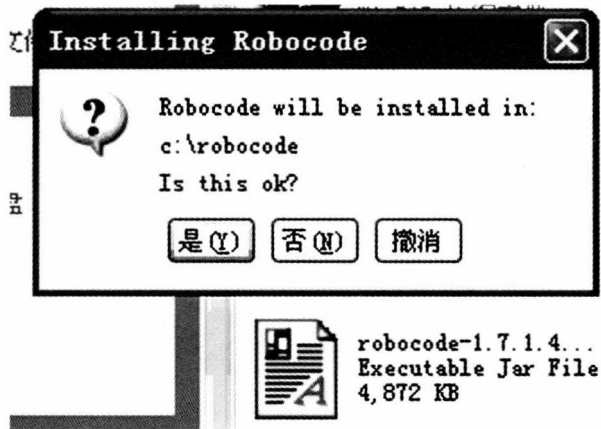 Installing Robocode
Robocode will be installed in:
c:\robocode
Is this ok?
是(Y)
否(N)
撤消
robocode-1.7.1.4...
Executable Jar File
4,872 KB